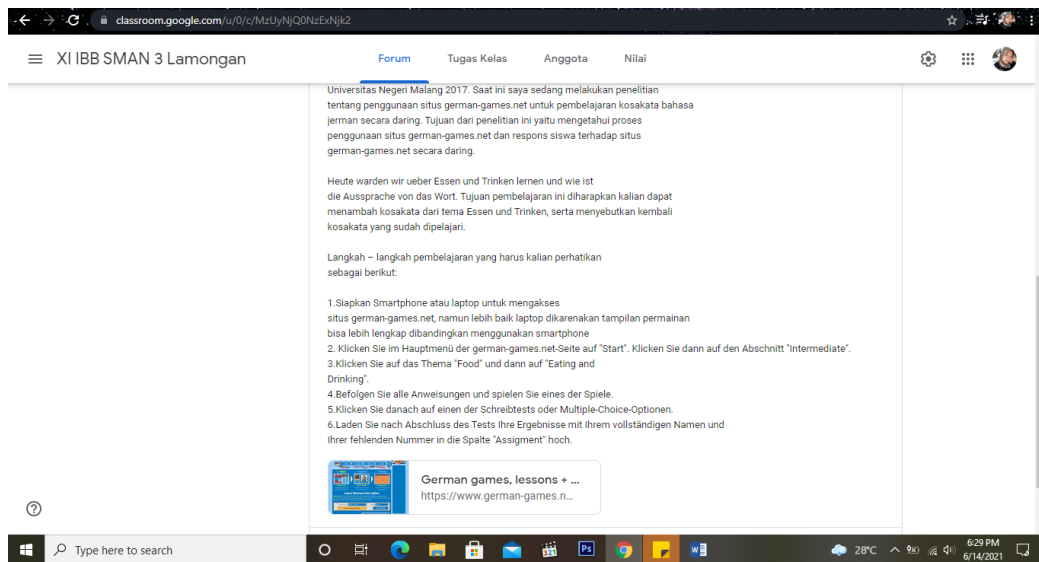 classroom.google.com/u/0/c/MzUyNjQ0NzExNjk2
XI IBB SMAN 3 Lamongan
Forum
Tugas Kelas
Anggota
Nilai
Universitas Negeri Malang 2017. Saat ini saya sedang melakukan penelitian
tentang penggunaan situs german-games.net untuk pembelajaran kosakata bahasa
jerman secara daring. Tujuan dari penelitian ini yaitu mengetahui proses
penggunaan situs german-games.net dan respons siswa terhadap situs
german-games.net secara daring.
Heute warden wir ueber Essen und Trinken lernen und wie ist
die Aussprache von das Wort. Tujuan pembelajaran ini diharapkan kalian dapat
menambah kosakata dari tema Essen und Trinken, serta menyebutkan kembali
kosakata yang sudah dipelajari.
Langkah – langkah pembelajaran yang harus kalian perhatikan
sebagai berikut:
1.Siapkan Smartphone atau laptop untuk mengakses
situs german-games.net, namun lebih baik laptop dikarenakan tampilan permainan
bisa lebih lengkap dibandingkan menggunakan smartphone
2. Klicken Sie im Hauptmenü der german-games.net-Seite auf "Start". Klicken Sie dann auf den Abschnitt "Intermediate".
3.Klicken Sie auf das Thema "Food" und dann auf "Eating and
Drinking".
4.Befolgen Sie alle Anweisungen und spielen Sie eines der Spiele.
5.Klicken Sie danach auf einen der Schreibtests oder Multiple-Choice-Optionen.
6.Laden Sie nach Abschluss des Tests Ihre Ergebnisse mit Ihrem vollständigen Namen und
Ihrer fehlenden Nummer in die Spalte "Assigment" hoch.
German games, lessons + ...
https://www.german-games.n...
Type here to search
28°C
6:29 PM
6/14/2021